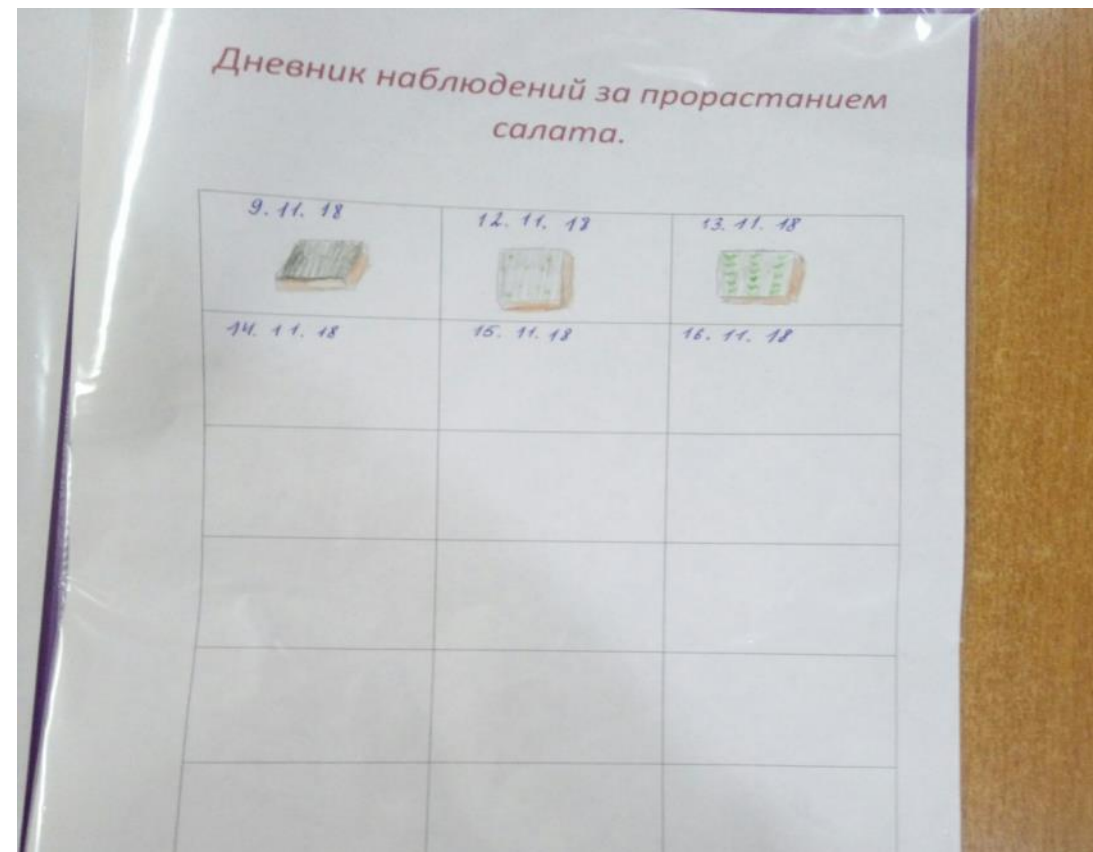 Дневник наблюдений за прорастанием
салата.
9. 11. 18
12. 11. 18
13. 11. 18
14. 11. 18
15. 11. 18
16. 11. 18